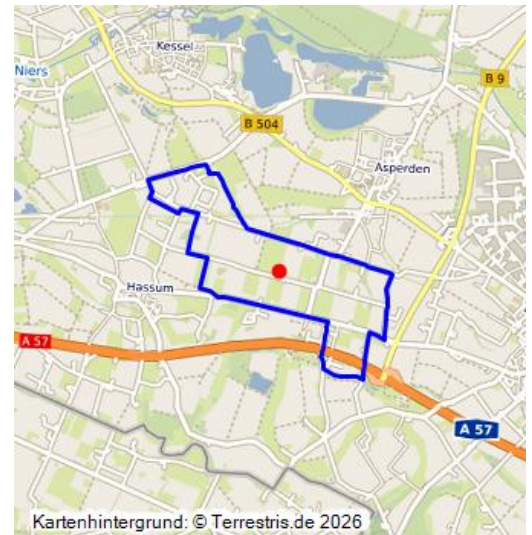 Kessel
Niers
B 9
B 504
Asperden
Hassum
A 57
A 57
Kartenhintergrund: © Terrestris.de 2026